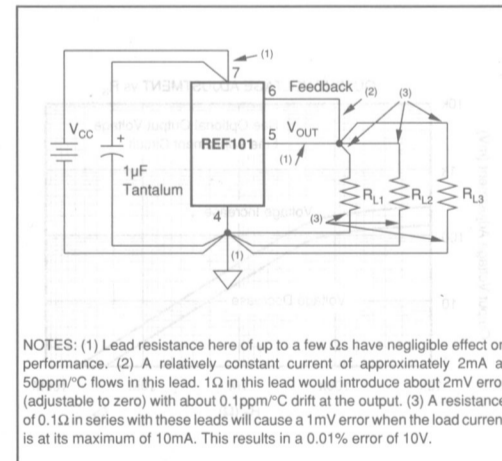 (1)
7
6
Feedback
(2)
(3)
VCC
+
REF101
5
VOUT
(1)
1µF
Tantalum
RL1
RL2
RL3
4
(3)
(1)
NOTES: (1) Lead resistance here of up to a few Ωs have negligible effect on
performance. (2) A relatively constant current of approximately 2mA a
50ppm/°C flows in this lead. 1Ω in this lead would introduce about 2mV erro
(adjustable to zero) with about 0.1ppm/°C drift at the output. (3) A resistance
of 0.1Ω in series with these leads will cause a 1mV error when the load curren
is at its maximum of 10mA. This results in a 0.01% error of 10V.